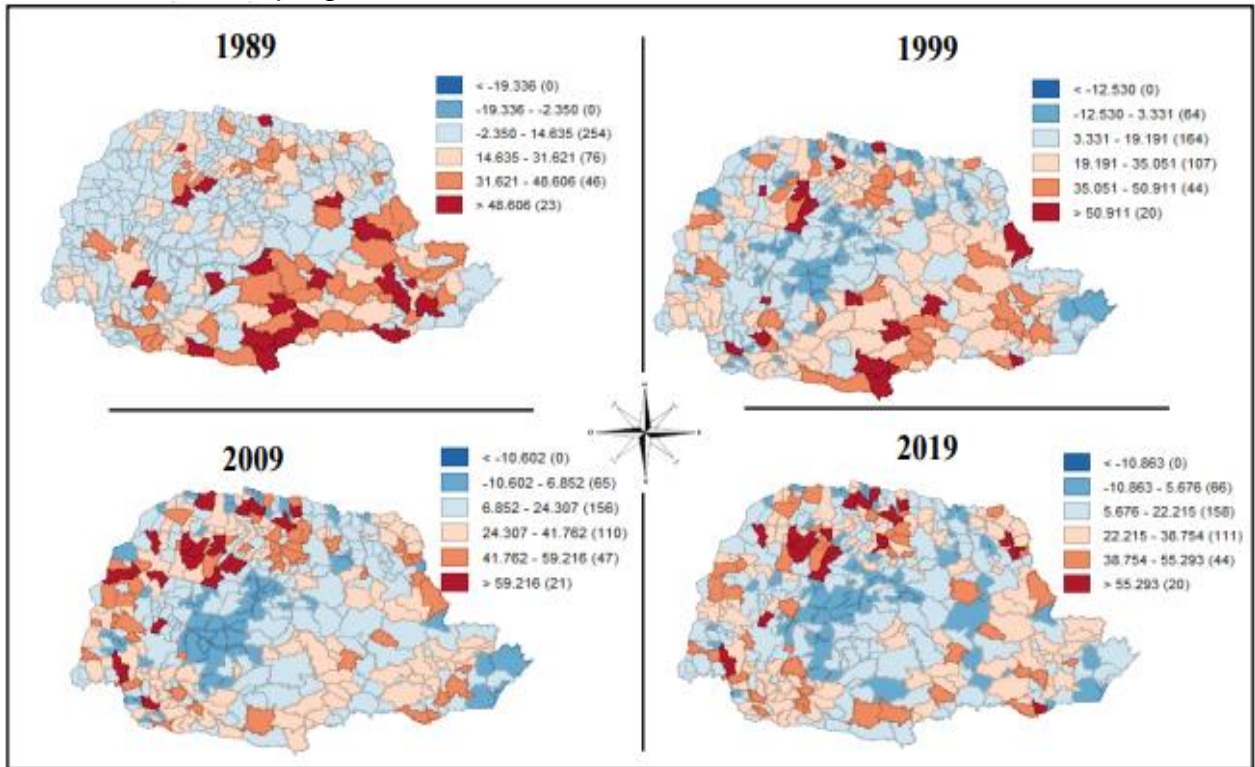 1989
< -19.336 (0)
-19.336 - -2.350 (0)
-2.350 - 14.635 (254)
14.635 - 31.621 (76)
31.621 - 48.606 (46)
> 48.606 (23)
1999
< -12.530 (0)
-12.530 - 3.331 (64)
3.331 - 19.191 (164)
19.191 - 35.051 (107)
35.051 - 50.911 (44)
> 50.911 (20)
2009
< -10.602 (0)
-10.602 - 6.852 (65)
6.852 - 24.307 (156)
24.307 - 41.762 (110)
41.762 - 59.216 (47)
> 59.216 (21)
2019
< -10.863 (0)
-10.863 - 5.676 (66)
5.676 - 22.215 (158)
22.215 - 38.754 (111)
38.754 - 55.293 (44)
> 55.293 (20)